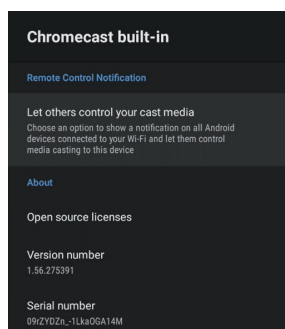 Chromecast built-in
Remote Control Notification
Let others control your cast media
Choose an option to show a notification on all Android
devices connected to your Wi-Fi and let them control
media casting to this device
About
Open source licenses
Version number
1.56.275391
Serial number
09rZYDZn_-1LkaOGA14M